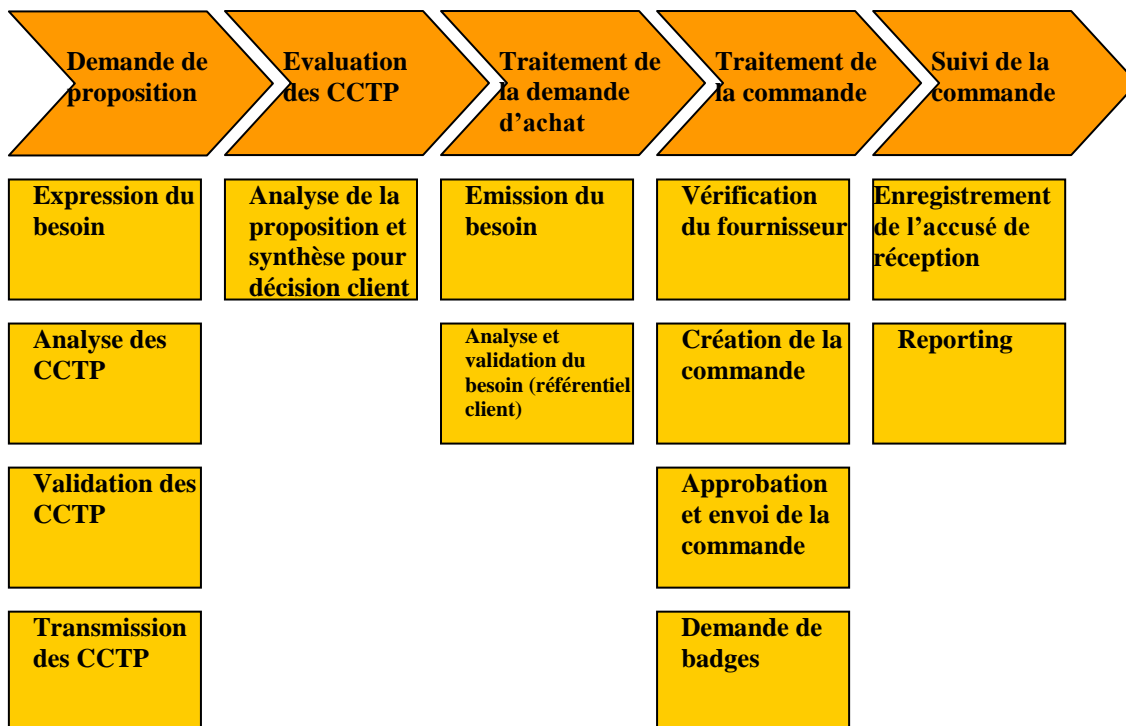 Demande de
proposition
Evaluation
des CCTP
Traitement de
la demande
d’achat
Traitement de
la commande
Suivi de la
commande
Expression du
besoin
Analyse de la
proposition et
synthèse pour
décision client
Emission du
besoin
Vérification
du fournisseur
Enregistrement
de l’accusé de
réception
Analyse des
CCTP
Analyse et
validation du
besoin (référentiel
client)
Création de la
commande
Reporting
Validation des
CCTP
Approbation
et envoi de la
commande
Transmission
des CCTP
Demande de
badges